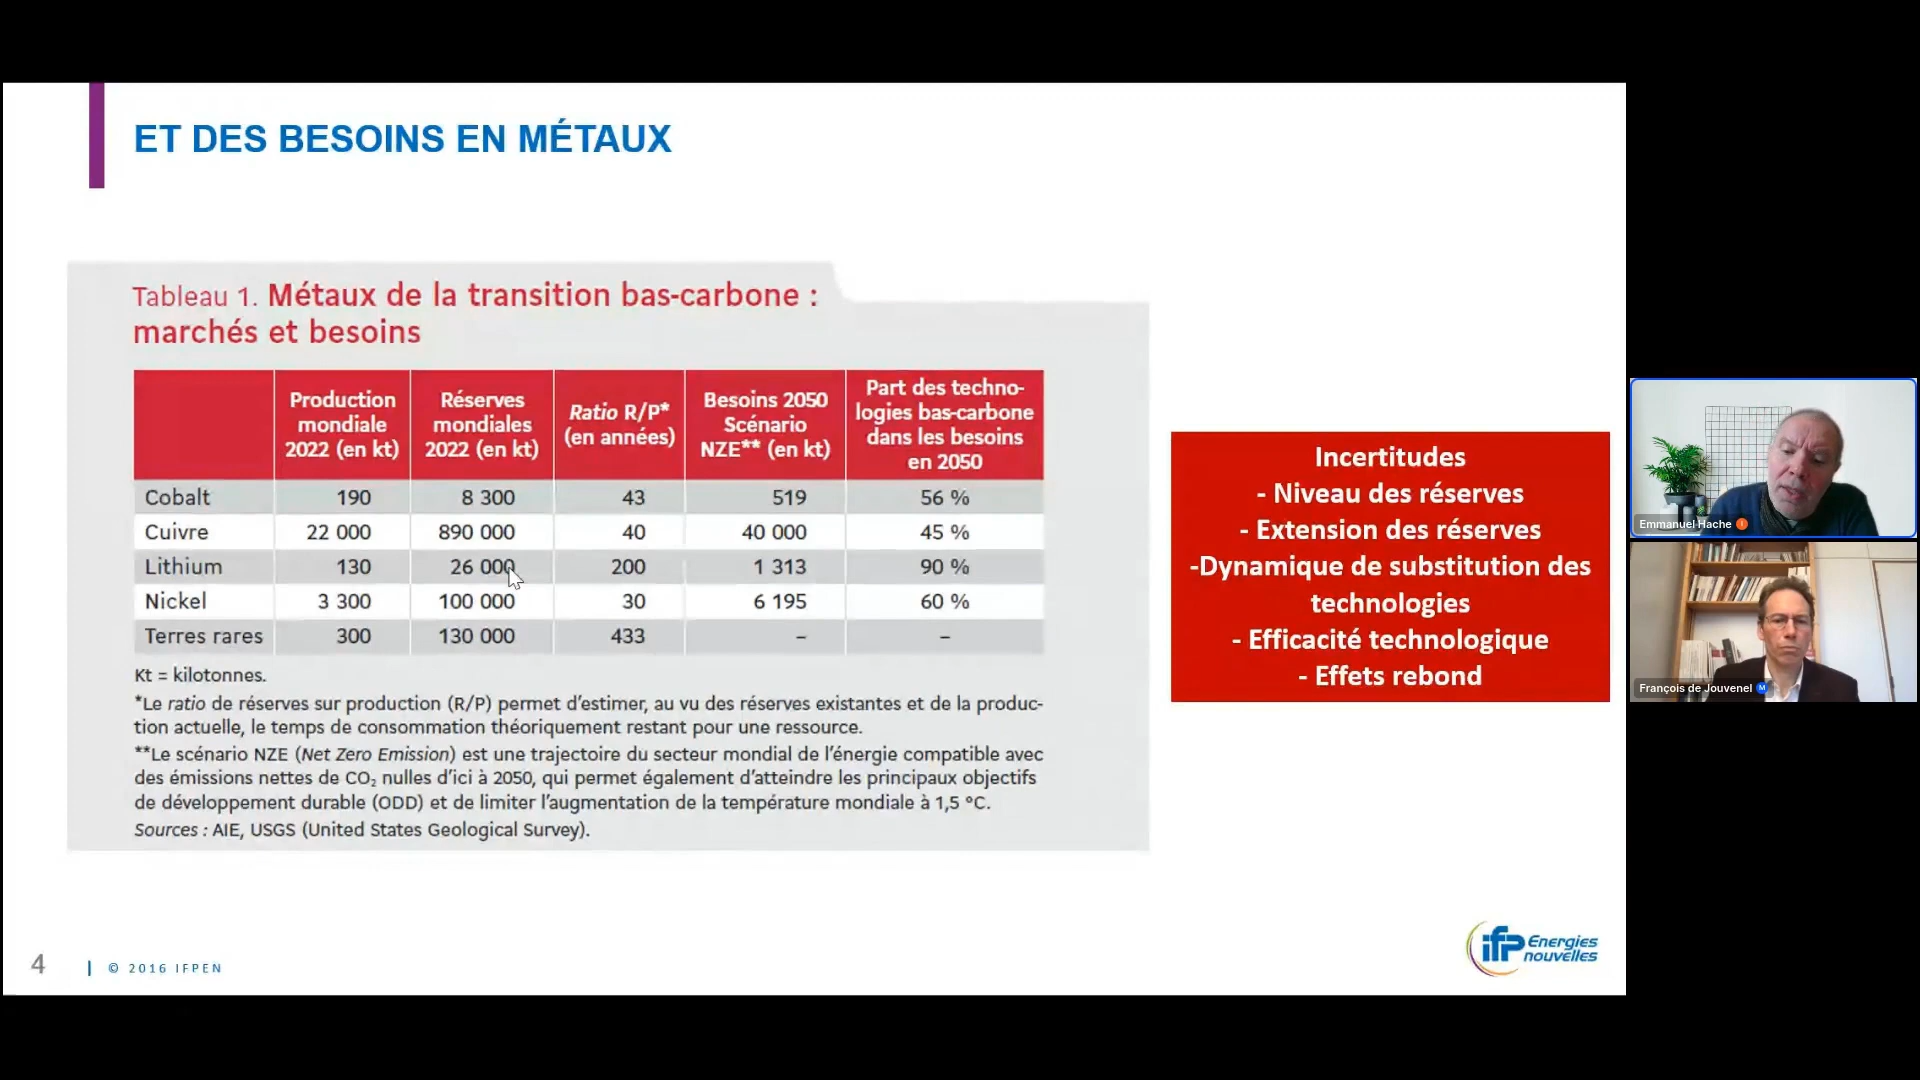 ET DES BESOINS EN MÉTAUX
Tableau 1. Métaux de la transition bas-carbone :
marchés et besoins
Production mondiale 2022 (en kt) Réserves mondiales 2022 (en kt) Ratio R/P* (en années) Besoins 2050 Scénario NZE** (en kt) Part des techno-logies bas-carbone dans les besoins en 2050
Cobalt 190 8 300 43 519 56 %
Cuivre 22 000 890 000 40 40 000 45 %
Lithium 130 26 000 200 1 313 90 %
Nickel 3 300 100 000 30 6 195 60 %
Terres rares 300 130 000 433 – –
Kt = kilotonnes.
*Le ratio de réserves sur production (R/P) permet d'estimer, au vu des réserves existantes et de la produc-
tion actuelle, le temps de consommation théoriquement restant pour une ressource.
**Le scénario NZE (Net Zero Emission) est une trajectoire du secteur mondial de l'énergie compatible avec
des émissions nettes de CO₂ nulles d'ici à 2050, qui permet également d'atteindre les principaux objectifs
de développement durable (ODD) et de limiter l'augmentation de la température mondiale à 1,5 °C.
Sources : AIE, USGS (United States Geological Survey).
Incertitudes
- Niveau des réserves
- Extension des réserves
-Dynamique de substitution des
technologies
- Efficacité technologique
- Effets rebond
Emmanuel Hache
François de Jouvenel M
4 | © 2016 IFPEN
ifp Energies
nouvelles